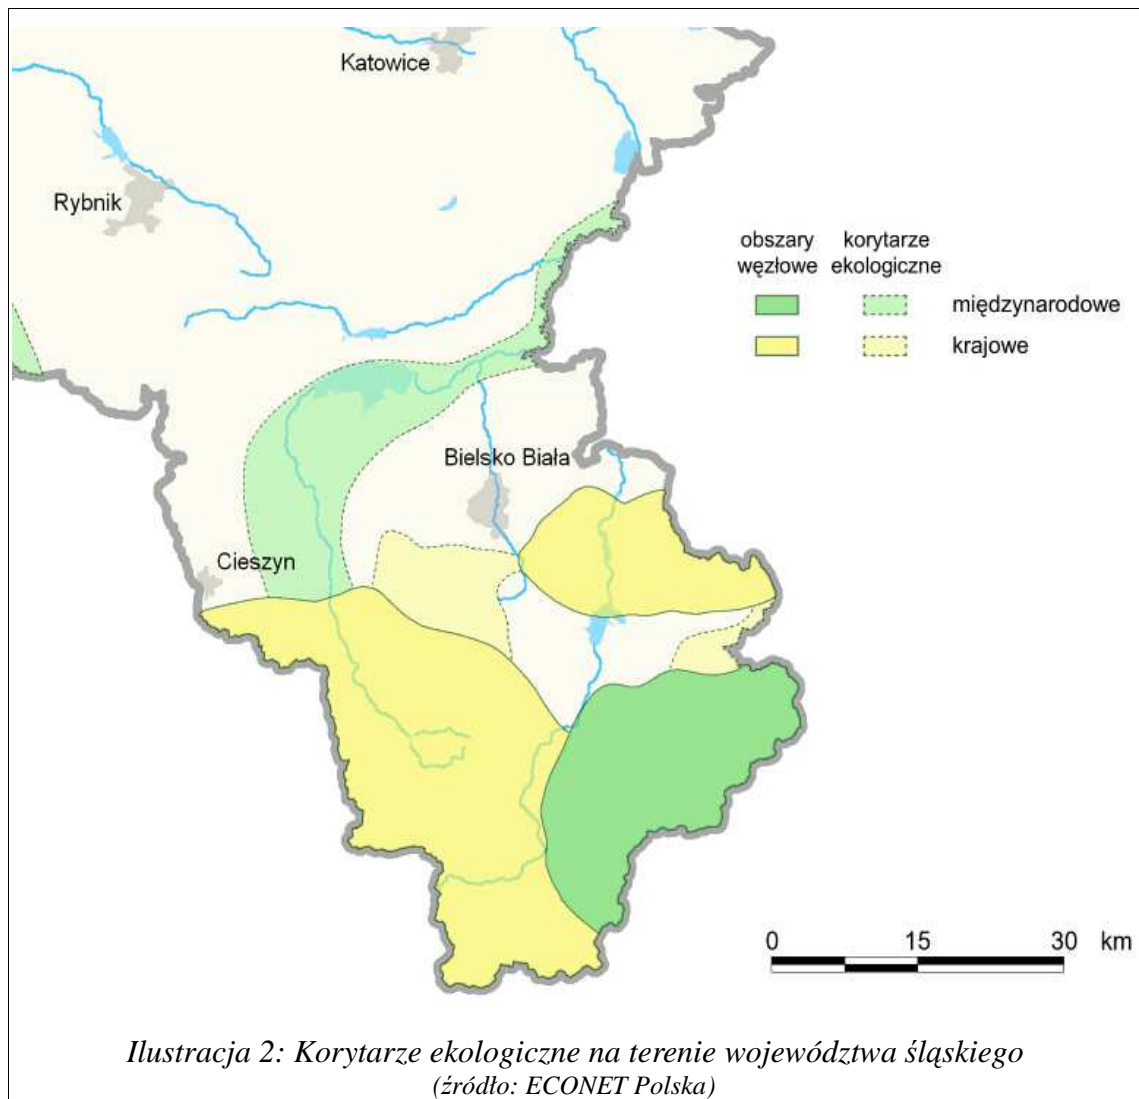 Katowice
Rybnik
obszary
węzłowe
korytarze
ekologiczne
międzynarodowe
krajowe
Bielsko Biała
Cieszyn
0 15 30 km
Ilustracja 2: Korytarze ekologiczne na terenie województwa śląskiego
(źródło: ECONET Polska)